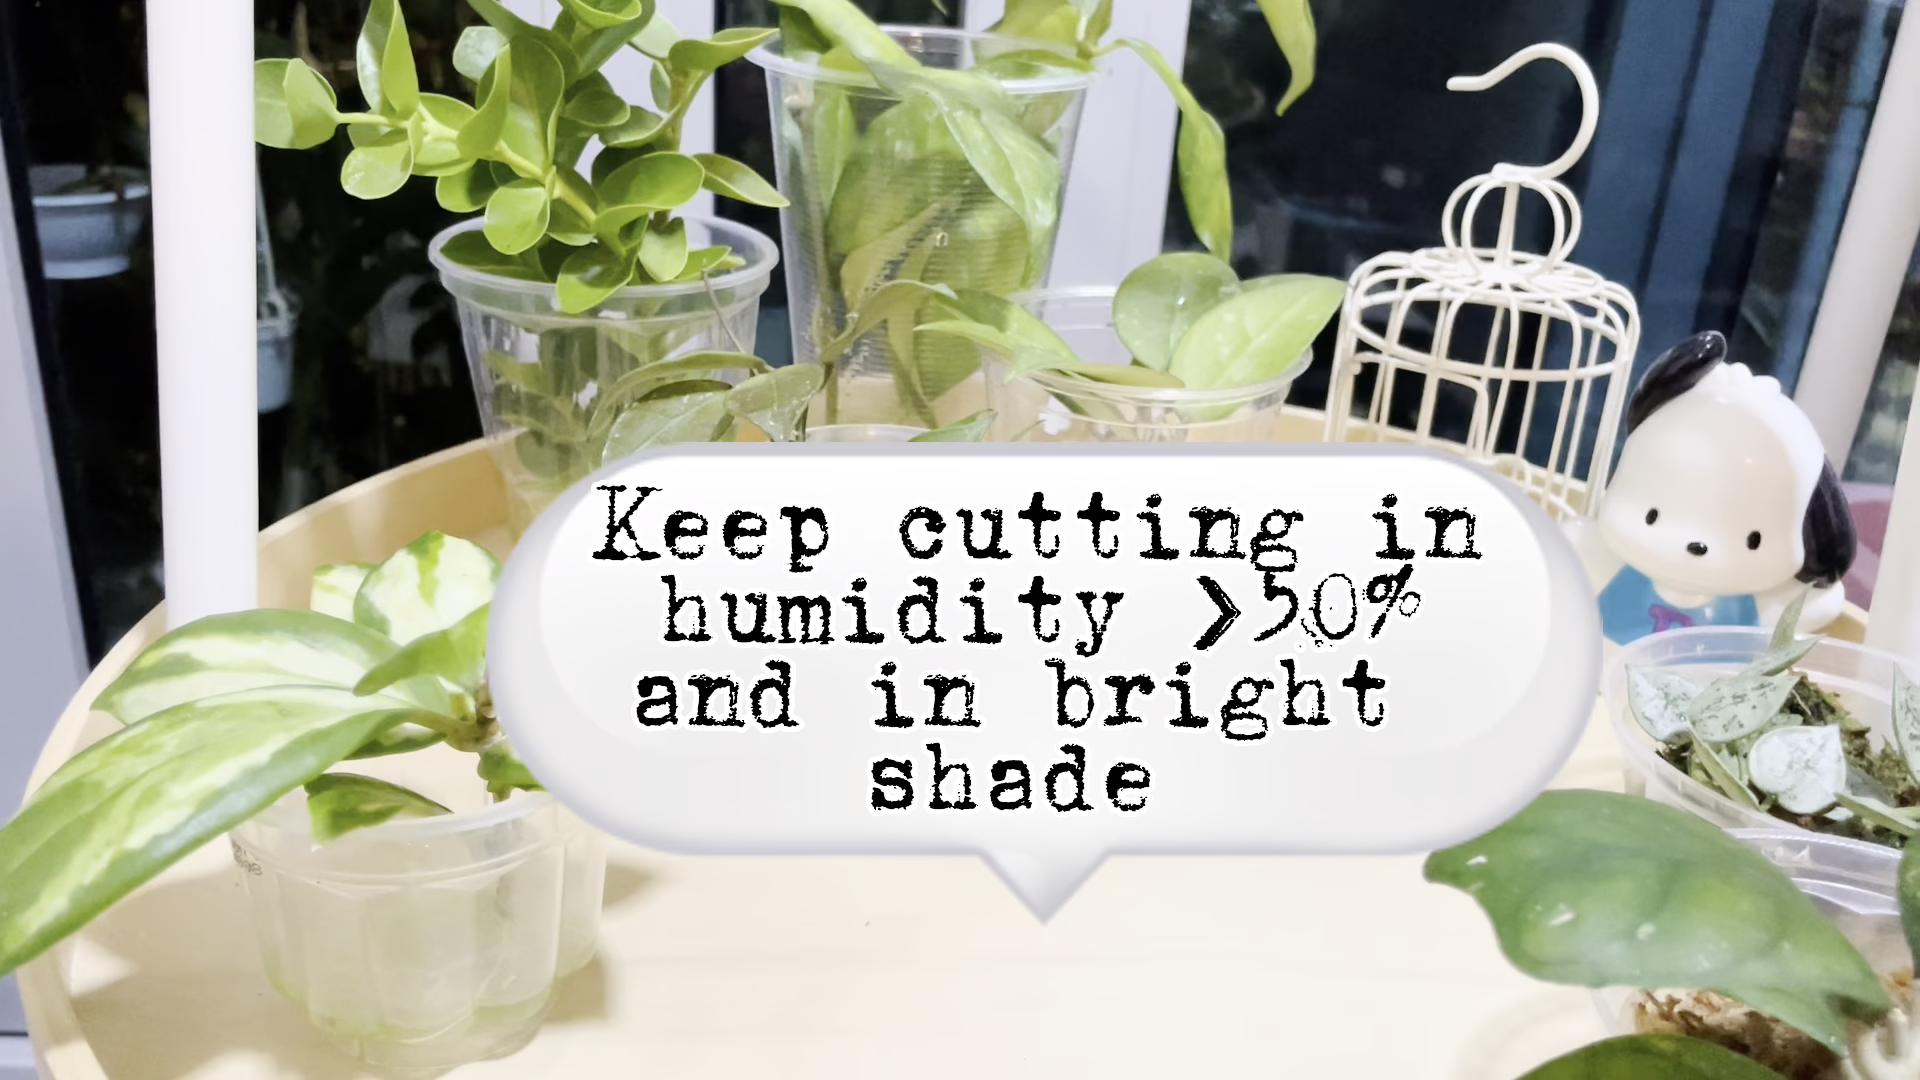 Keep cutting in
humidity >50%
and in bright
shade